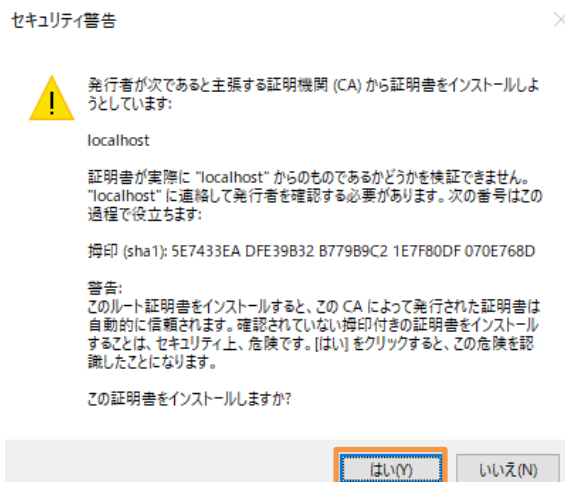 セキュリティ警告
発行者が次であると主張する証明機関 (CA) から証明書をインストールしよ
うとしています:
localhost
証明書が実際に "localhost" からのものであるかどうかを検証できません。
"localhost" に連絡して発行者を確認する必要があります。次の番号はこの
過程で役立ちます:
拇印 (sha1): 5E7433EA DFE39B32 B779B9C2 1E7F80DF 070E768D
警告:
このルート証明書をインストールすると、この CA によって発行された証明書は
自動的に信頼されます。確認されていない拇印付きの証明書をインストール
することは、セキュリティ上、危険です。[はい] をクリックすると、この危険を認
識したことになります。
この証明書をインストールしますか?
はい(Y)
いいえ(N)